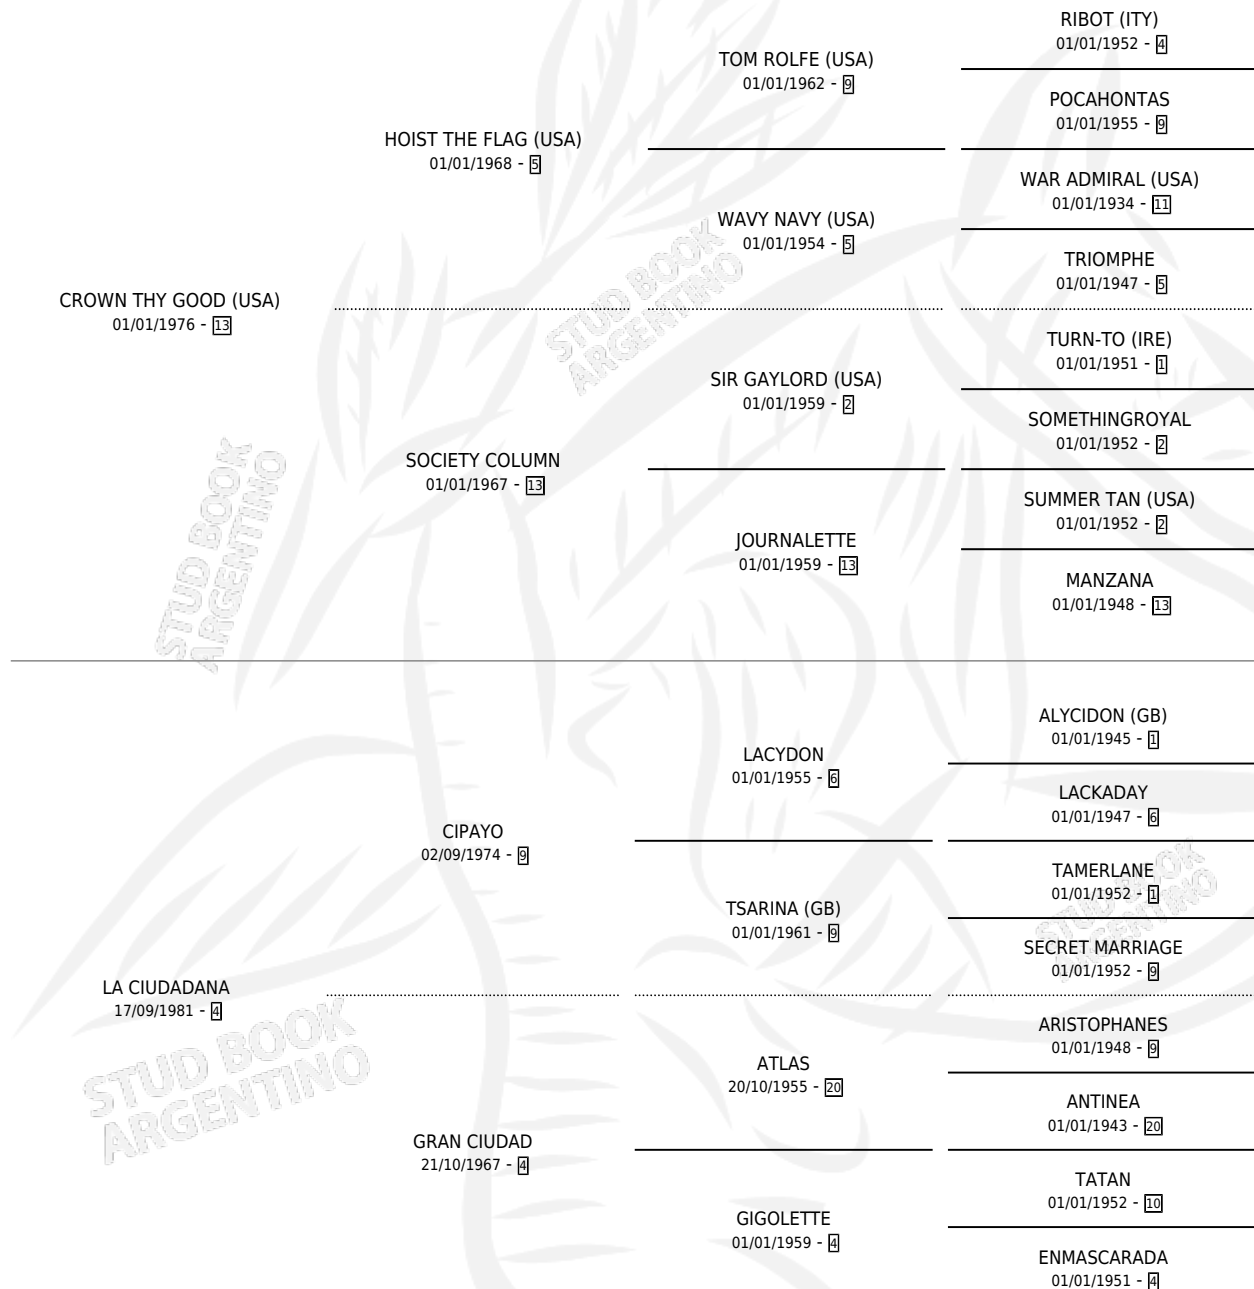 RIBOT (ITY)
01/01/1952 - 4
TOM ROLFE (USA)
01/01/1962 - 9
POCAHONTAS
01/01/1955 - 9
HOIST THE FLAG (USA)
01/01/1968 - 5
WAR ADMIRAL (USA)
01/01/1934 - 11
WAVY NAVY (USA)
01/01/1954 - 5
TRIOMPHE
01/01/1947 - 5
CROWN THY GOOD (USA)
01/01/1976 - 13
TURN-TO (IRE)
01/01/1951 - 1
SIR GAYLORD (USA)
01/01/1959 - 2
SOMETHINGROYAL
01/01/1952 - 2
SOCIETY COLUMN
01/01/1967 - 13
SUMMER TAN (USA)
01/01/1952 - 2
JOURNALETTE
01/01/1959 - 13
MANZANA
01/01/1948 - 13
ALYCIDON (GB)
01/01/1945 - 1
LACYDON
01/01/1955 - 6
LACKADAY
01/01/1947 - 6
CIPAYO
02/09/1974 - 9
TAMERLANE
01/01/1952 - 1
TSARINA (GB)
01/01/1961 - 9
SECRET MARRIAGE
01/01/1952 - 9
LA CIUDADANA
17/09/1981 - 4
ARISTOPHANES
01/01/1948 - 9
ATLAS
20/10/1955 - 20
ANTINEA
01/01/1943 - 20
GRAN CIUDAD
21/10/1967 - 4
TATAN
01/01/1952 - 10
GIGOLETTE
01/01/1959 - 4
ENMASCARADA
01/01/1951 - 4
STUD BOOK
ARGENTINO
STUD BOOK
ARGENTINO
STUD BOOK
ARGENTINO
STUD BOOK
ARGENTINO